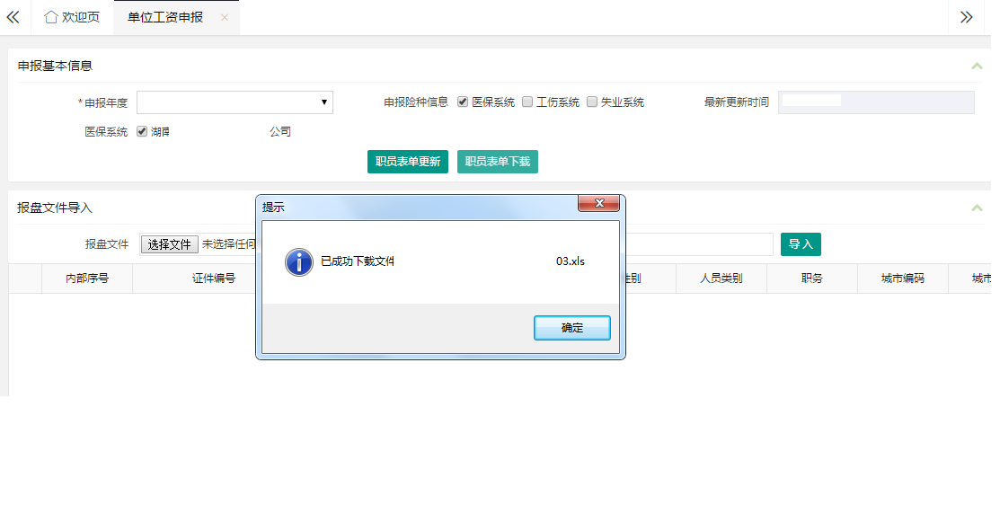 欢迎页 单位工资申报
申报基本信息
*申报年度 申报险种信息 医保系统 工伤系统 失业系统 最新更新时间
医保系统 湖南 公司
职员表单更新 职员表单下载
报盘文件导入
提示
报盘文件 选择文件 未选择任何 导入
已成功下载文件 03.xls
内部序号 证件编号 性别 人员类别 职务 城市编码 城市
确定